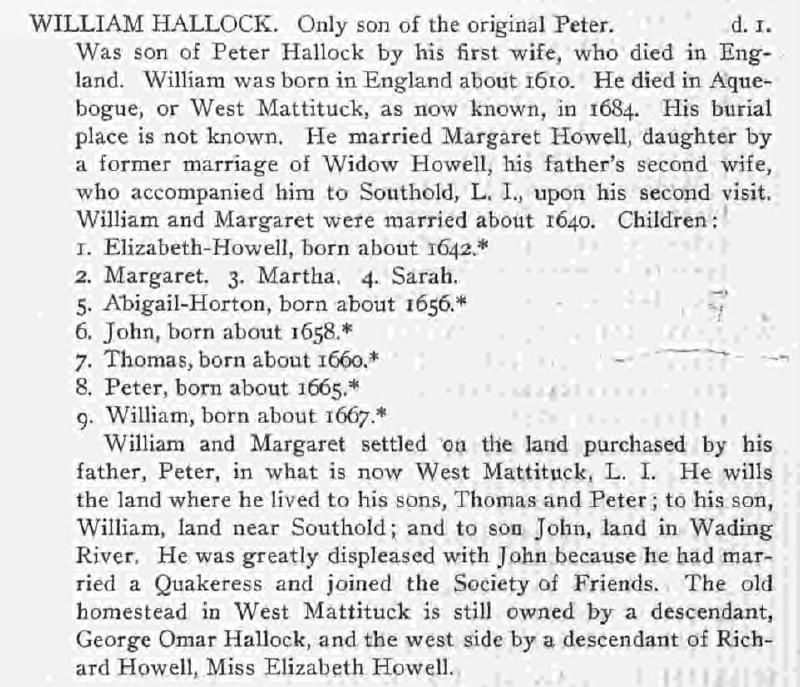 WILLIAM HALLOCK. Only son of the original Peter. d. 1.
Was son of Peter Hallock by his first wife, who died in Eng-
land. William was born in England about 1610. He died in Aque-
bogue, or West Mattituck, as now known, in 1684. His burial
place is not known. He married Margaret Howell, daughter by
a former marriage of Widow Howell, his father's second wife,
who accompanied him to Southold, L. I., upon his second visit.
William and Margaret were married about 1640. Children:
1. Elizabeth-Howell, born about 1642.*
2. Margaret. 3. Martha. 4. Sarah.
5. Abigail-Horton, born about 1656.*
6. John, born about 1658.*
7. Thomas, born about 1660.*
8. Peter, born about 1665.*
9. William, born about 1667.*
William and Margaret settled on the land purchased by his
father, Peter, in what is now West Mattituck, L. I. He wills
the land where he lived to his sons, Thomas and Peter; to his son,
William, land near Southold; and to son John, land in Wading
River. He was greatly displeased with John because he had mar-
ried a Quakeress and joined the Society of Friends. The old
homestead in West Mattituck is still owned by a descendant,
George Omar Hallock, and the west side by a descendant of Rich-
ard Howell, Miss Elizabeth Howell.